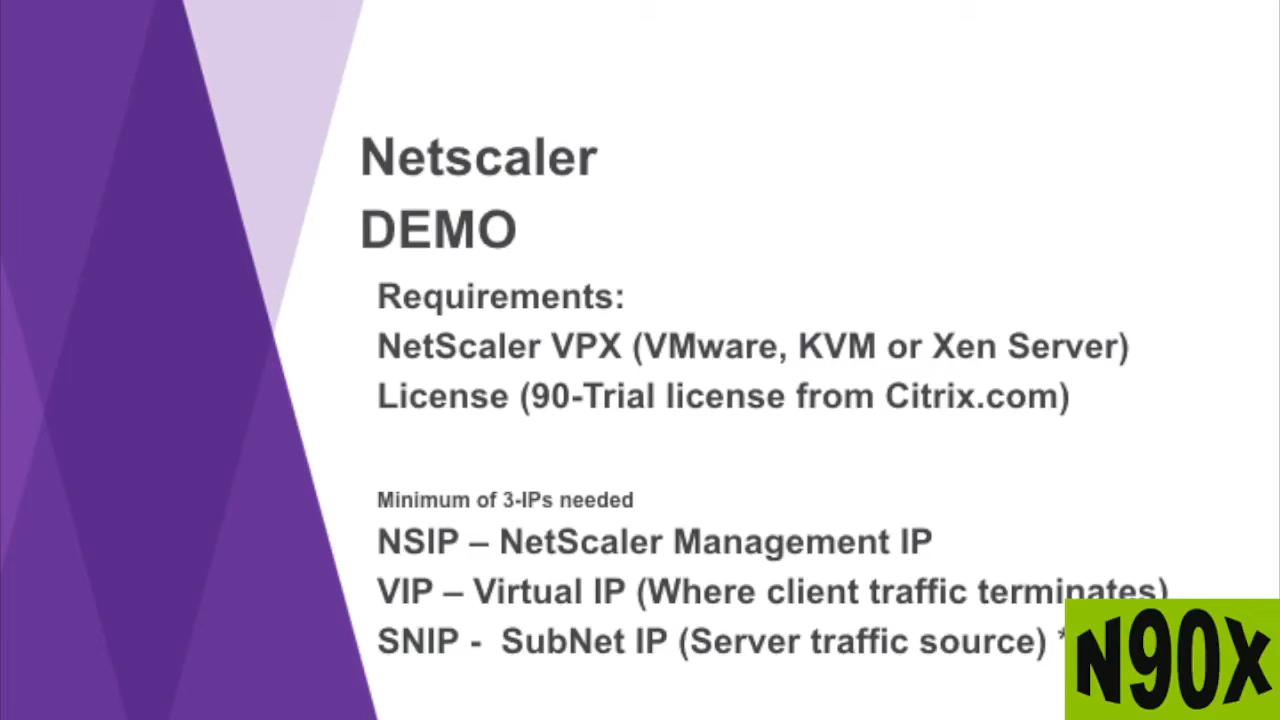 Netscaler
DEMO
Requirements:
NetScaler VPX (VMware, KVM or Xen Server)
License (90-Trial license from Citrix.com)
Minimum of 3-IPs needed
NSIP – NetScaler Management IP
VIP – Virtual IP (Where client traffic terminates)
SNIP - SubNet IP (Server traffic source) *
N90X